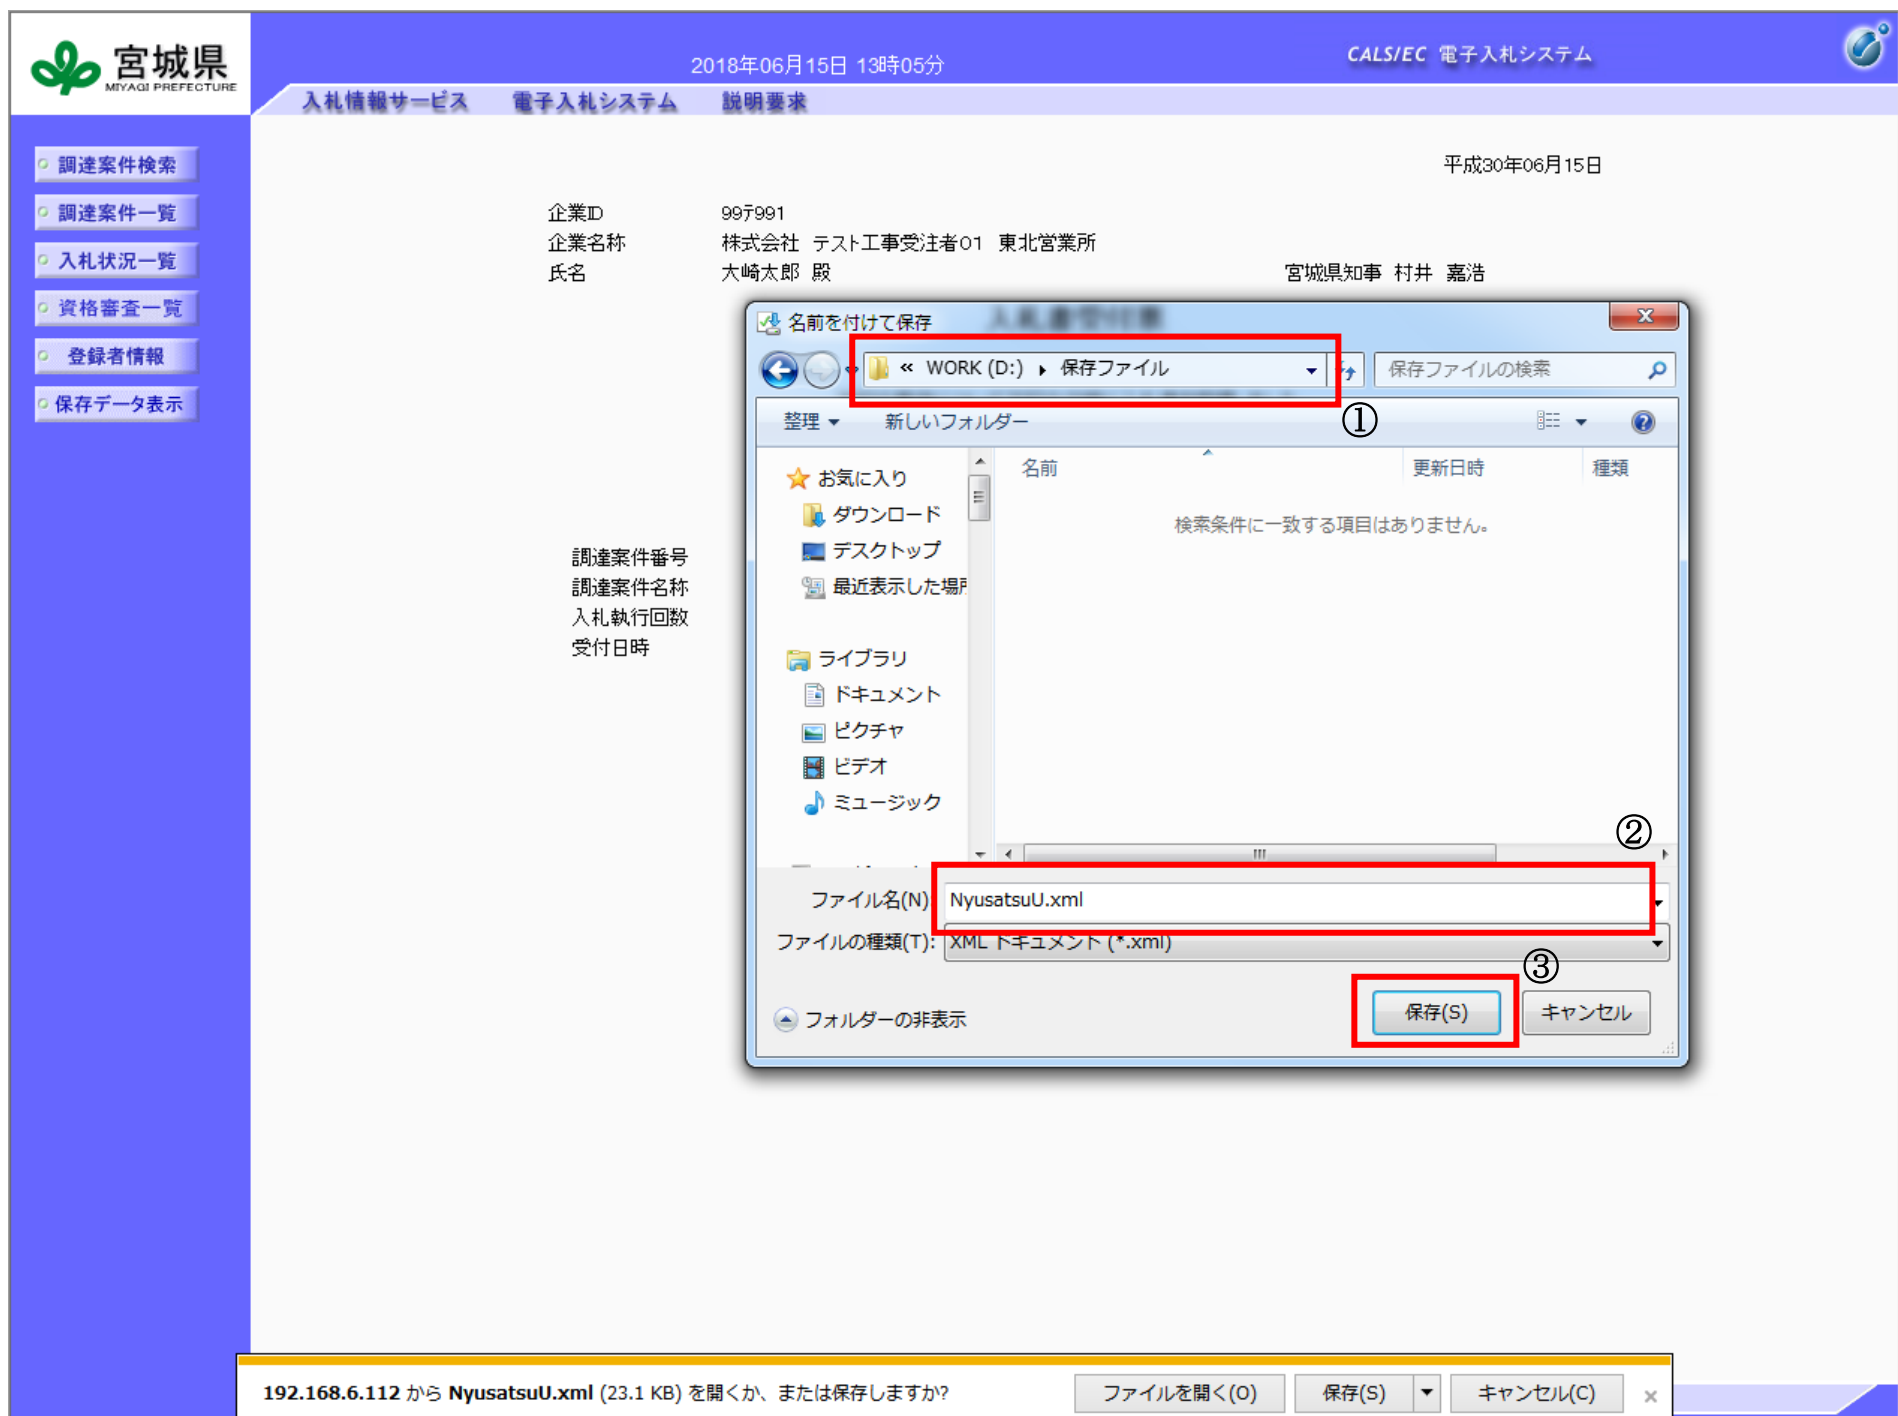 宮城県
MIYAGI PREFECTURE
2018年06月15日 13時05分
CALS/EC 電子入札システム
入札情報サービス 電子入札システム 説明要求
調達案件検索
調達案件一覧
入札状況一覧
資格審査一覧
登録者情報
保存データ表示
平成30年06月15日
企業ID 99〒991
企業名称 株式会社 テスト工事受注者01 東北営業所
氏名 大崎太郎 殿
宮城県知事 村井 嘉浩
名前を付けて保存
入札書受付票
« WORK (D:) ▸ 保存ファイル
保存ファイルの検索
①
整理 新しいフォルダー
名前 更新日時 種類
検索条件に一致する項目はありません。
お気に入り
ダウンロード
デスクトップ
最近表示した場所
ライブラリ
ドキュメント
ピクチャ
ビデオ
ミュージック
調達案件番号
調達案件名称
入札執行回数
受付日時
②
ファイル名(N): NyusatsuU.xml
ファイルの種類(T): XML ドキュメント (*.xml)
③
フォルダーの非表示
保存(S) キャンセル
192.168.6.112 から NyusatsuU.xml (23.1 KB) を開くか、または保存しますか?
ファイルを開く(O) 保存(S) ▼ キャンセル(C) ×